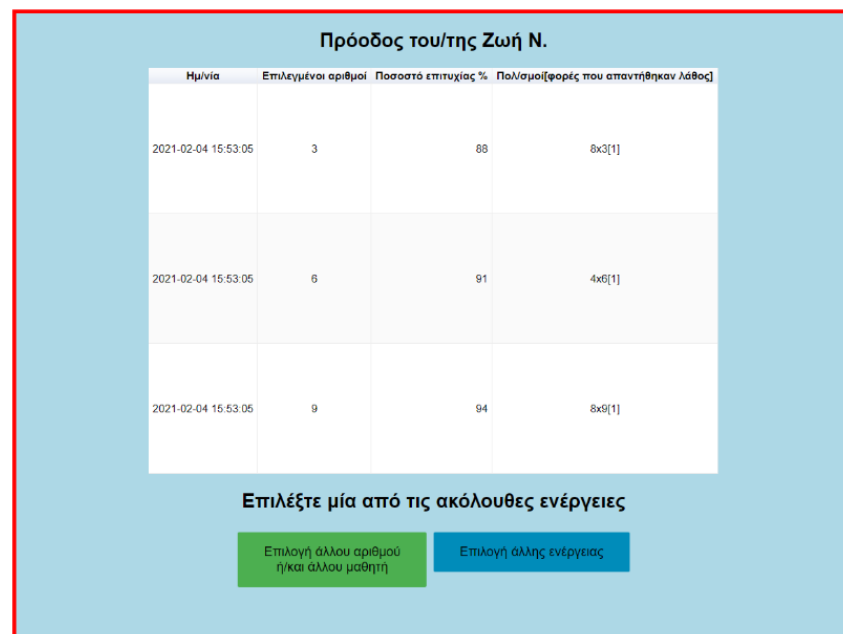 Πρόοδος του/της Ζωή Ν.
Ημ/νία Επιλεγμένοι αριθμοί Ποσοστό επιτυχίας % Πολ/σμοί[φορές που απαντήθηκαν λάθος]
2021-02-04 15:53:05 3 88 8x3[1]
2021-02-04 15:53:05 6 91 4x6[1]
2021-02-04 15:53:05 9 94 8x9[1]
Επιλέξτε μία από τις ακόλουθες ενέργειες
Επιλογή άλλου αριθμού
ή/και άλλου μαθητή
Επιλογή άλλης ενέργειας